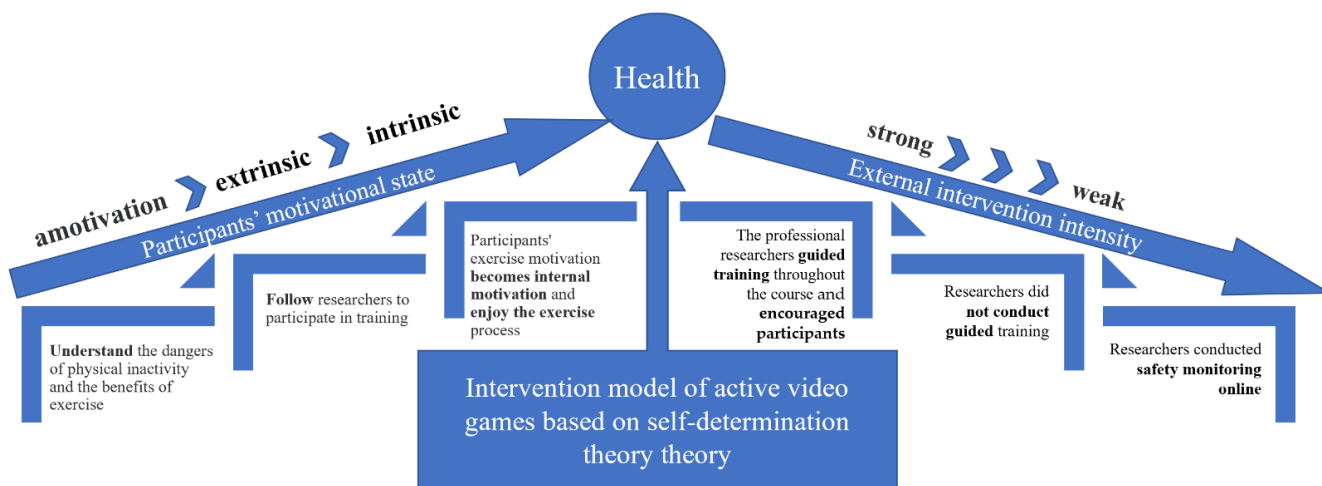 Health
amotivation
extrinsic
intrinsic
Participants’ motivational state
strong
weak
External intervention intensity
Understand the dangers
of physical inactivity
and the benefits of
exercise
Follow researchers to
participate in training
Participants'
exercise motivation
becomes internal
motivation and
enjoy the exercise
process
The professional
researchers guided
training throughout
the course and
encouraged
participants
Researchers did
not conduct
guided training
Researchers conducted
safety monitoring
online
Intervention model of active video
games based on self-determination
theory theory